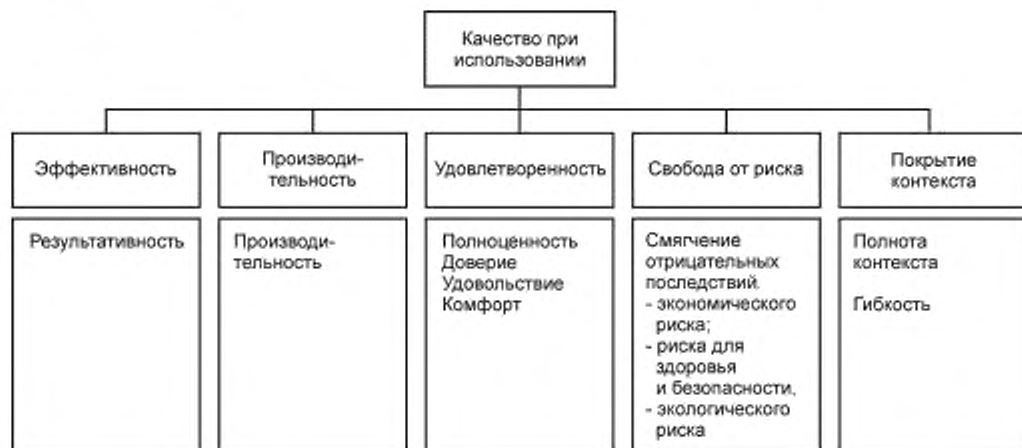 Качество при
использовании
Эффективность
Производи-
тельность
Удовлетворенность
Свобода от риска
Покрытие
контекста
Результативность
Производи-
тельность
Полноценность
Доверие
Удовольствие
Комфорт
Смягчение
отрицательных
последствий.
- экономического
риска;
- риска для
здоровья
и безопасности,
- экологического
риска
Полнота
контекста
Гибкость